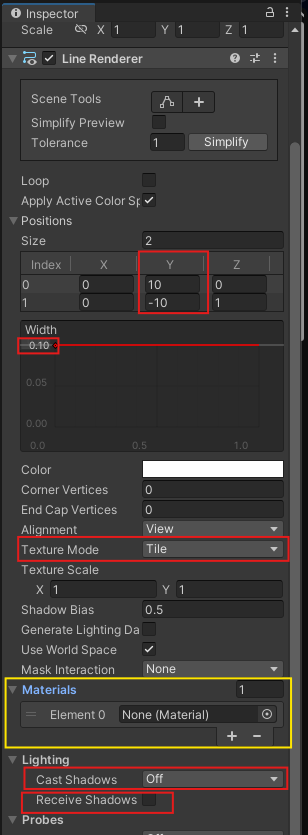 Inspector
Scale X 1 Y 1 Z 1
Line Renderer
Scene Tools
Simplify Preview
Tolerance 1 Simplify
Loop
Apply Active Color Sp
Positions
Size 2
Index X Y Z
0 0 10 0
1 0 -10 1
Width
0.10
0.05
0.00
0.0 0.5 1.0
Color
Corner Vertices 0
End Cap Vertices 0
Alignment View
Texture Mode Tile
Texture Scale
X 1 Y 1
Shadow Bias 0.5
Generate Lighting Da
Use World Space
Mask Interaction None
Materials 1
Element 0 None (Material)
Lighting
Cast Shadows Off
Receive Shadows
Probes